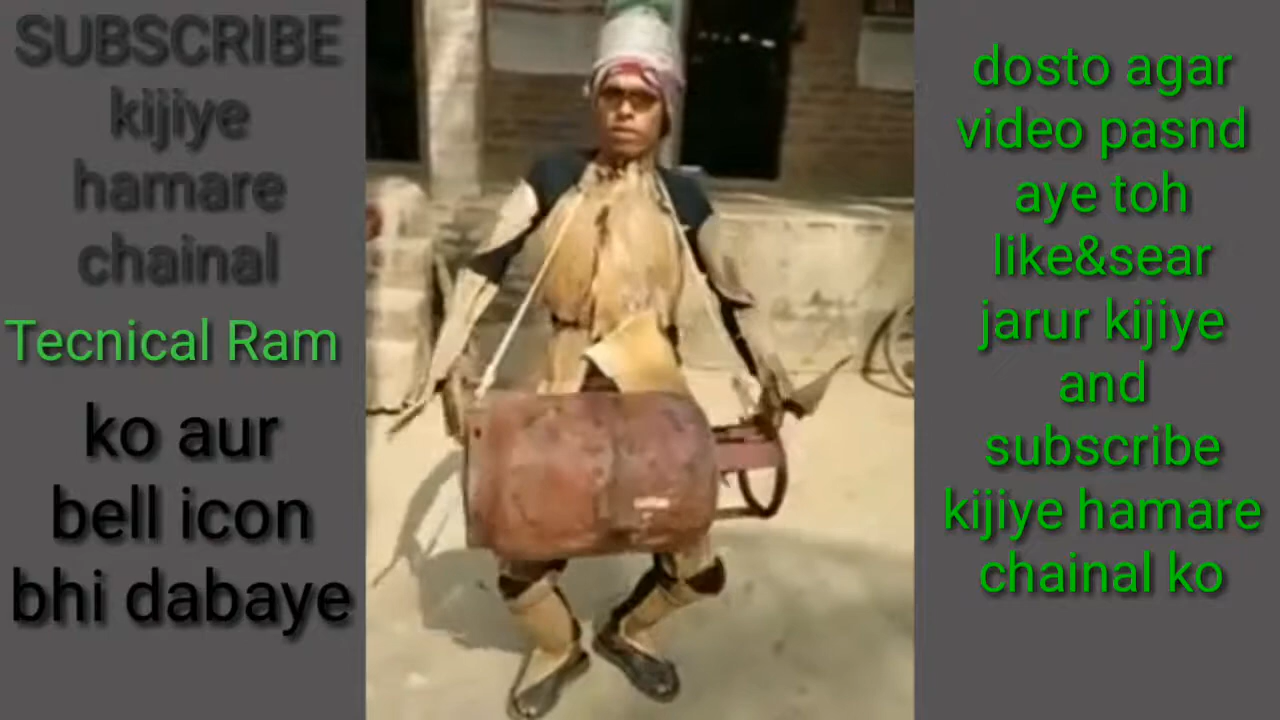 SUBSCRIBE
kijiye
hamare
chainal
Tecnical Ram
ko aur
bell icon
bhi dabaye
dosto agar
video pasnd
aye toh
like&sear
jarur kijiye
and
subscribe
kijiye hamare
chainal ko